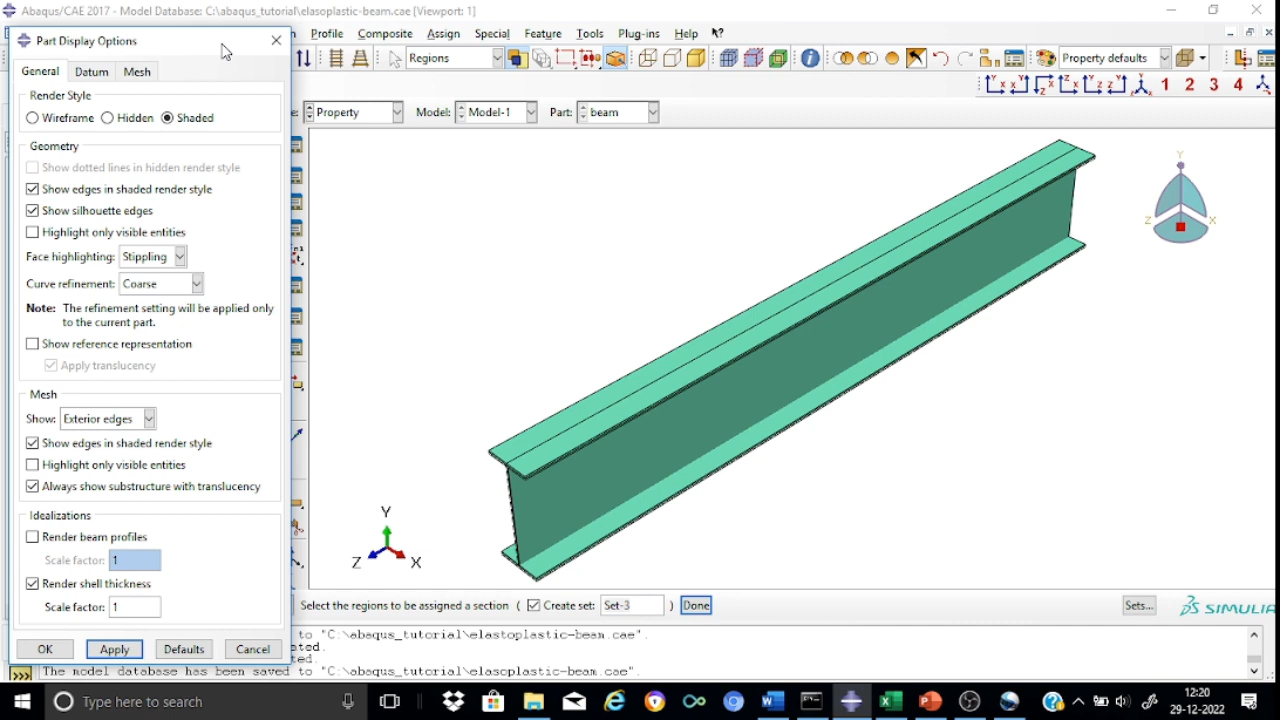 Abaqus/CAE 2017 - Model Database: C:\abaqus_tutorial\elasoplastic-beam.cae [Viewport: 1]
Profile Composite Assign Special Feature Tools Plug-ins Help
Part Display Options
General Datum Mesh
Regions
Property defaults
1 2 3 4
Property Model: Model-1 Part: beam
Render Style
Wireframe Hidden Shaded
Geometry
Show dotted lines in hidden render style
Show edges in shaded render style
Show silhouette edges
Highlight only visible entities
Face highlighting: Stippling
Curve refinement: Coarse
Note: The refinement setting will be applied only
to the current part.
Show reference representation
Apply translucency
Mesh
Show: Exterior edges
Show edges in shaded render style
Highlight only visible entities
Always show substructure with translucency
Idealizations
Render beam profiles
Scale factor: 1
Render shell thickness
Scale factor: 1
OK Apply Defaults Cancel
Y
Z X
Y
Z X
Select the regions to be assigned a section ( Create set: Set-3 ) Done Sets...
SIMULIA
to "C:\abaqus_tutorial\elastoplastic-beam.cae".
ated.
ted.
The model database has been saved to "C:\abaqus_tutorial\elasoplastic-beam.cae".
Type here to search
12:20
29-12-2022